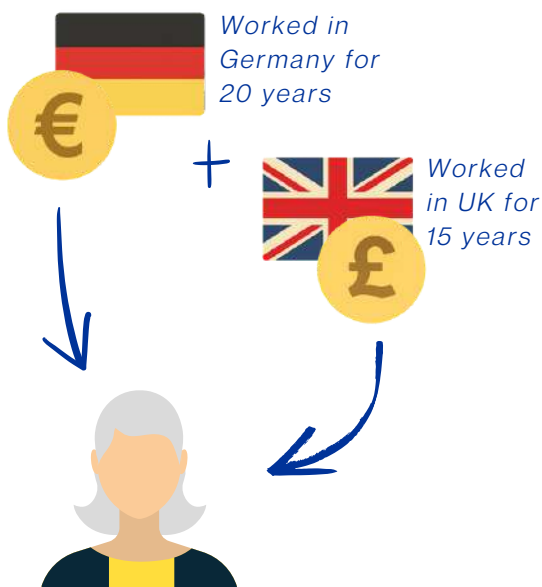 Worked in
Germany for
20 years
€
+
Worked
in UK for
15 years
£